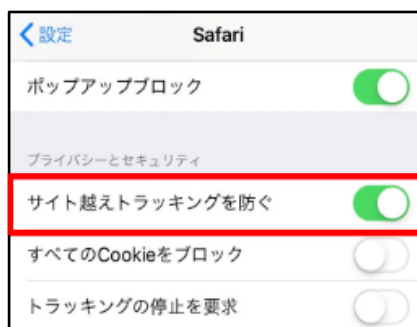 設定
Safari
ポップアップブロック
プライバシーとセキュリティ
サイト越えトラッキングを防ぐ
すべてのCookieをブロック
トラッキングの停止を要求